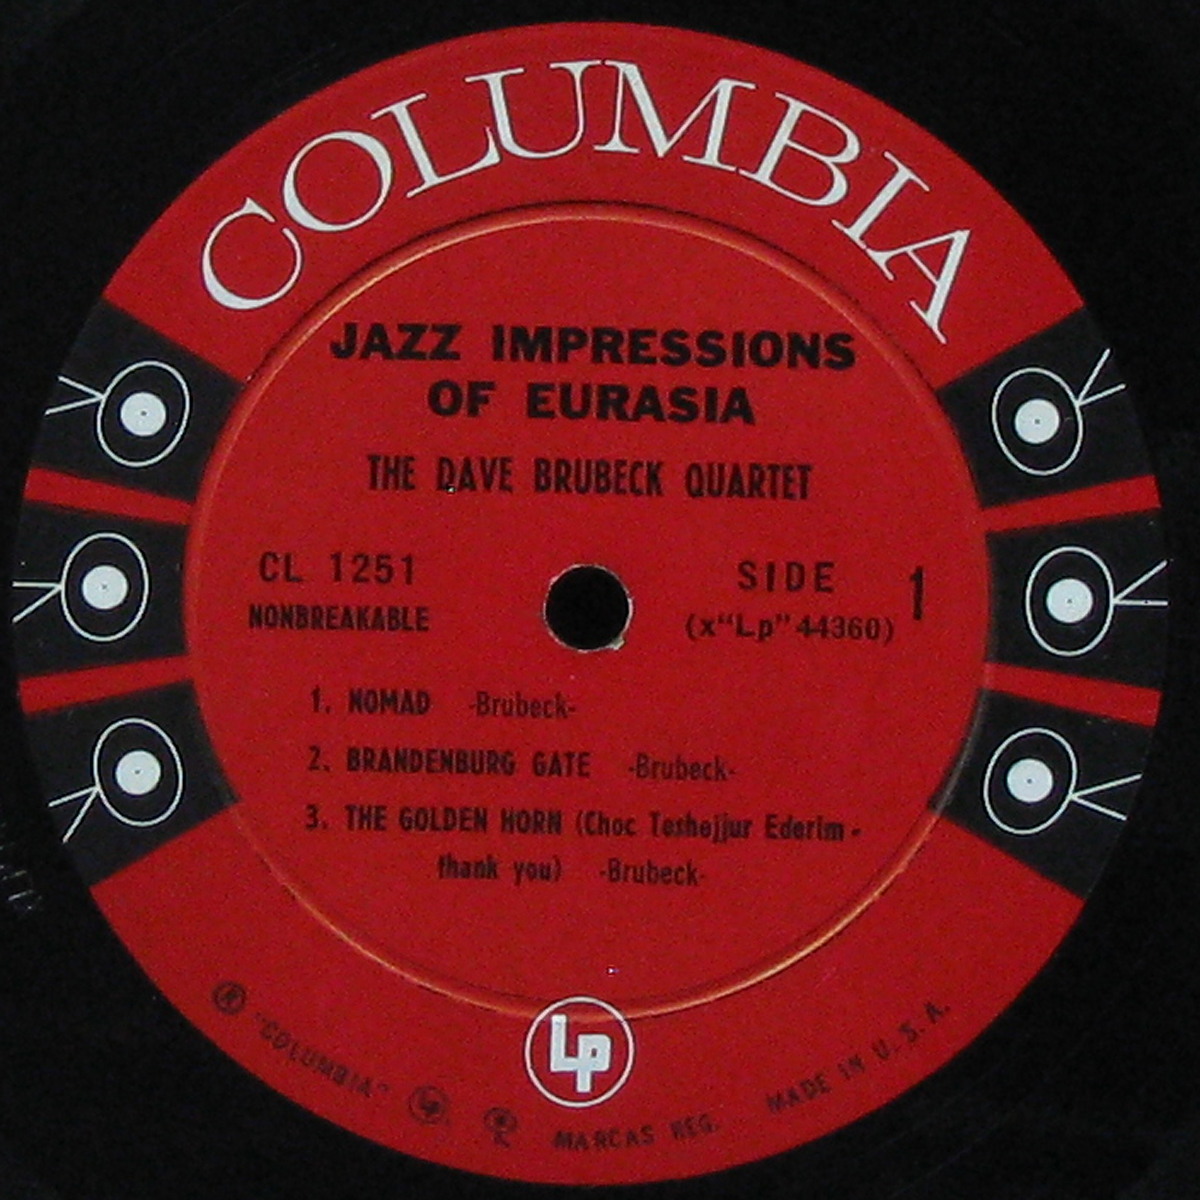 COLUMBIA
JAZZ IMPRESSIONS
OF EURASIA
THE DAVE BRUBECK QUARTET
CL 1251
NONBREAKABLE
SIDE 1
(x"Lp" 44360)
1. NOMAD -Brubeck-
2. BRANDENBURG GATE -Brubeck-
3. THE GOLDEN HORN (Choc Teshejjur Ederim -
thank you) -Brubeck-
Lp
® "COLUMBIA" Lp MARCAS REG. MADE IN U. S. A.